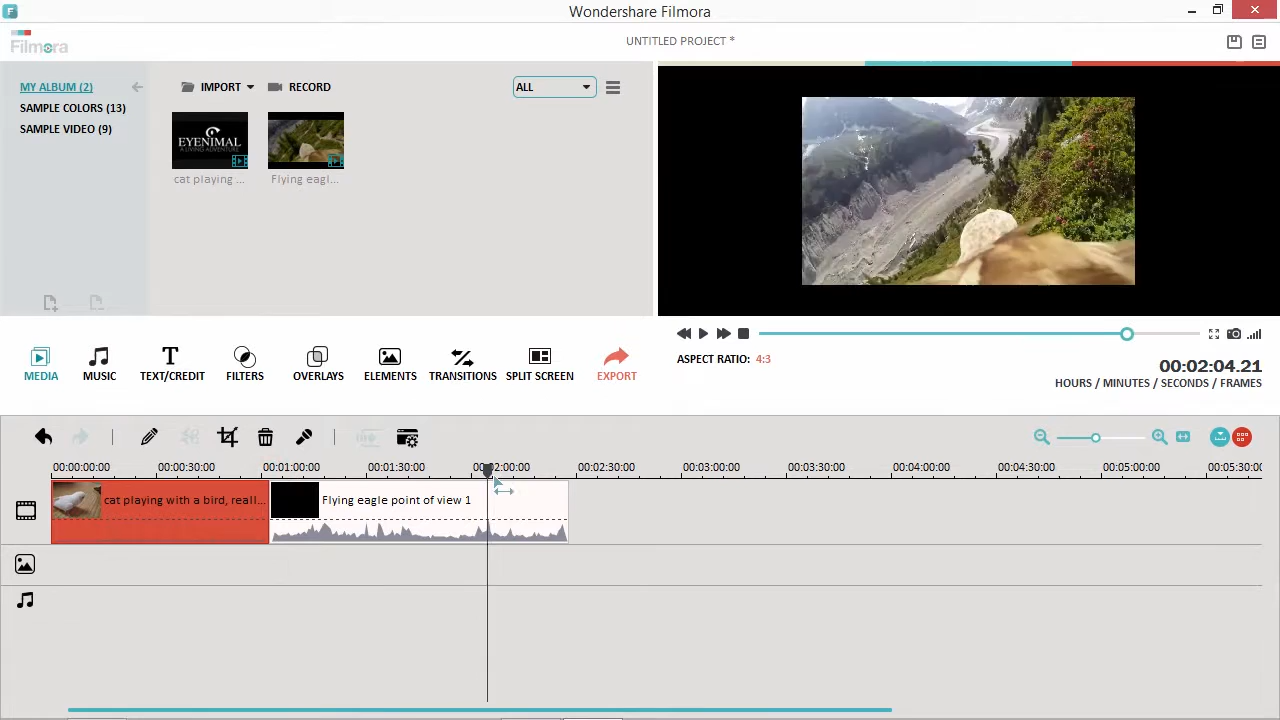 Wondershare Filmora
Filmora
UNTITLED PROJECT *
MY ALBUM (2)
SAMPLE COLORS (13)
SAMPLE VIDEO (9)
IMPORT
RECORD
ALL
EYENIMAL
A LIVING ADVENTURE
cat playing ...
Flying eagl...
MEDIA
MUSIC
TEXT/CREDIT
FILTERS
OVERLAYS
ELEMENTS
TRANSITIONS
SPLIT SCREEN
EXPORT
ASPECT RATIO: 4:3
00:02:04.21
HOURS / MINUTES / SECONDS / FRAMES
00:00:00:00
00:00:30:00
00:01:00:00
00:01:30:00
00:02:00:00
00:02:30:00
00:03:00:00
00:03:30:00
00:04:00:00
00:04:30:00
00:05:00:00
00:05:30:0
cat playing with a bird, reall...
Flying eagle point of view 1